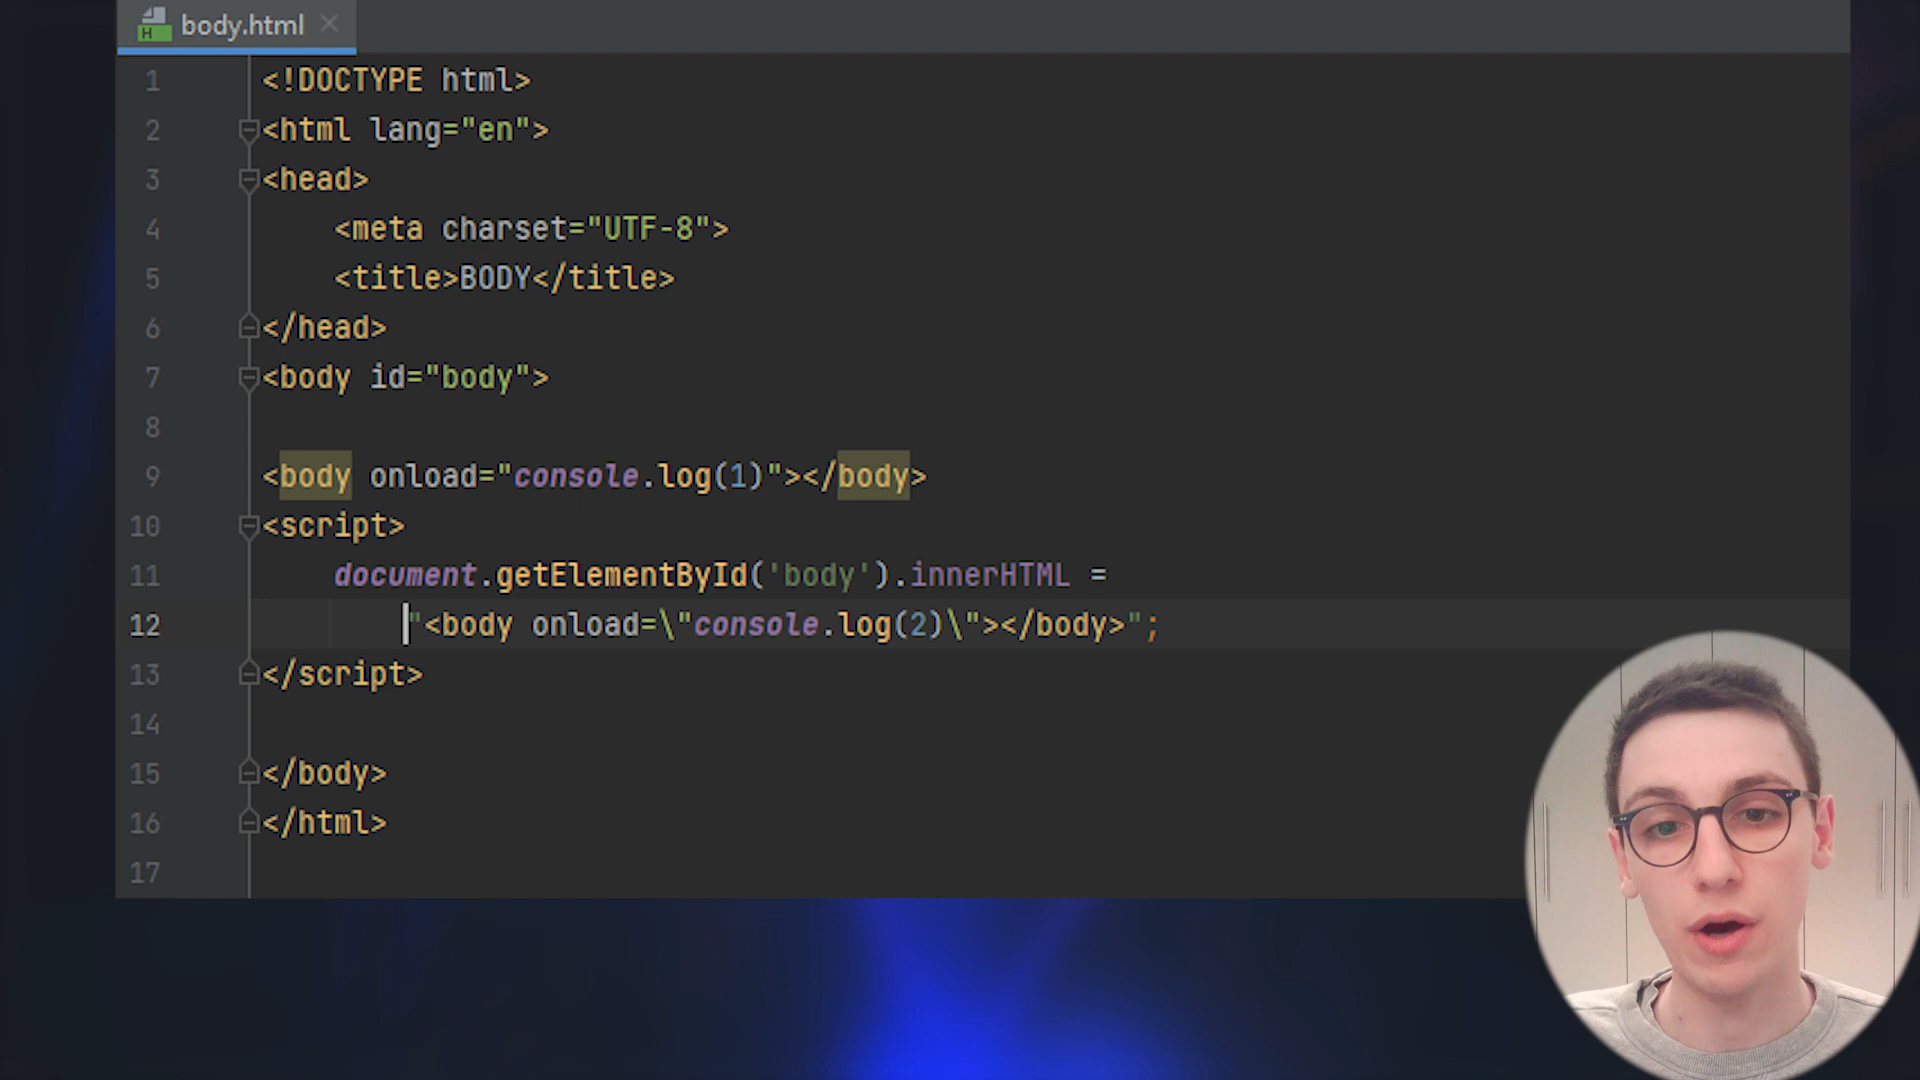 body.html
1 <!DOCTYPE html>
2 <html lang="en">
3 <head>
4     <meta charset="UTF-8">
5     <title>BODY</title>
6 </head>
7 <body id="body">
8
9 <body onload="console.log(1)"></body>
10 <script>
11     document.getElementById('body').innerHTML =
12         "<body onload=\"console.log(2)\"></body>";
13 </script>
14
15 </body>
16 </html>
17